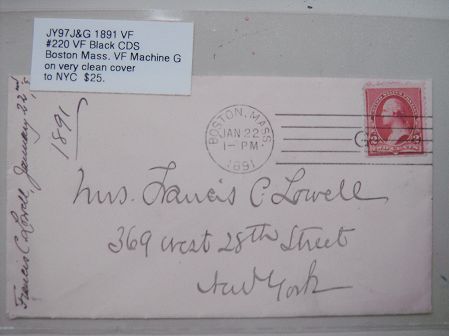 JY97J&G 1891 VF
#220 VF Black CDS
Boston Mass. VF Machine G
on very clean cover
to NYC $25.
Francis C. Lowell, January 22nd,
1891
BOSTON, MASS.
JAN 22
1 - PM
1891
G
Mrs. Francis C. Lowell
369 West 28th Street
New York